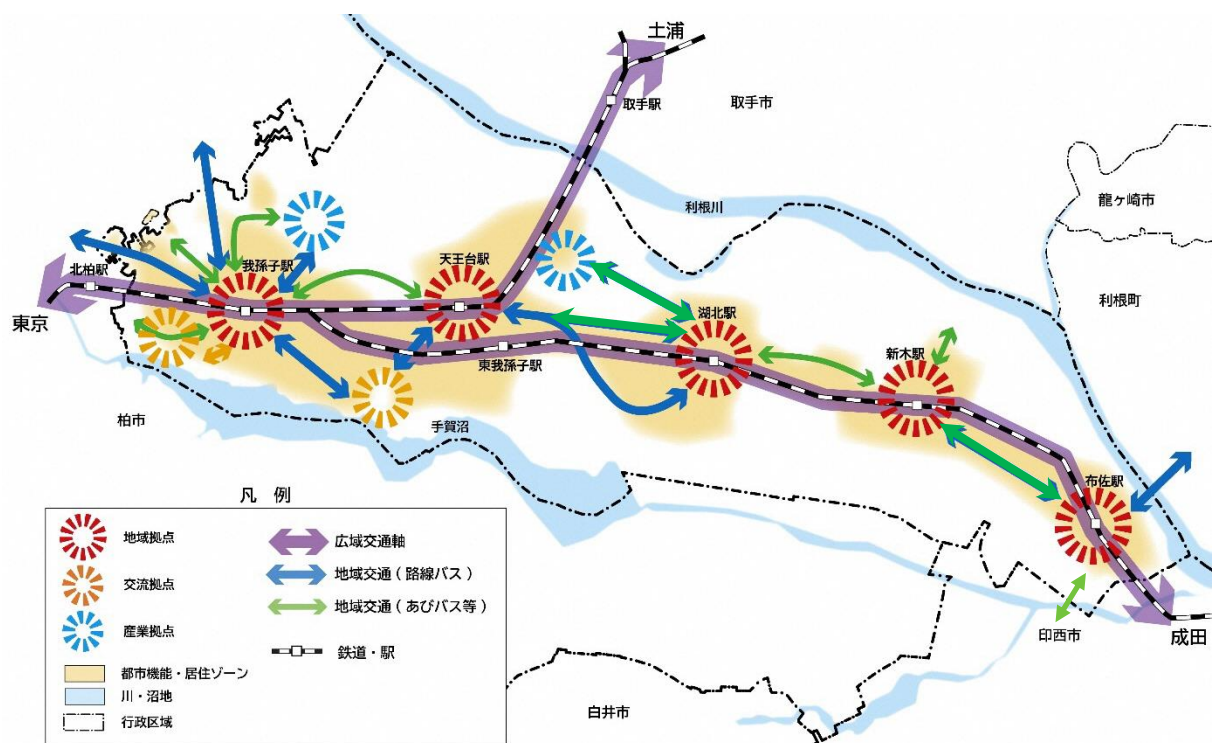 土浦
取手駅
取手市
龍ヶ崎市
利根川
我孫子駅
天王台駅
北柏駅
利根町
東京
湖北駅
新木駅
東我孫子駅
柏市
手賀沼
布佐駅
印西市
成田
白井市
凡 例
地域拠点
交流拠点
産業拠点
都市機能・居住ゾーン
川・沼地
行政区域
広域交通軸
地域交通（路線バス）
地域交通（あびバス等）
鉄道・駅